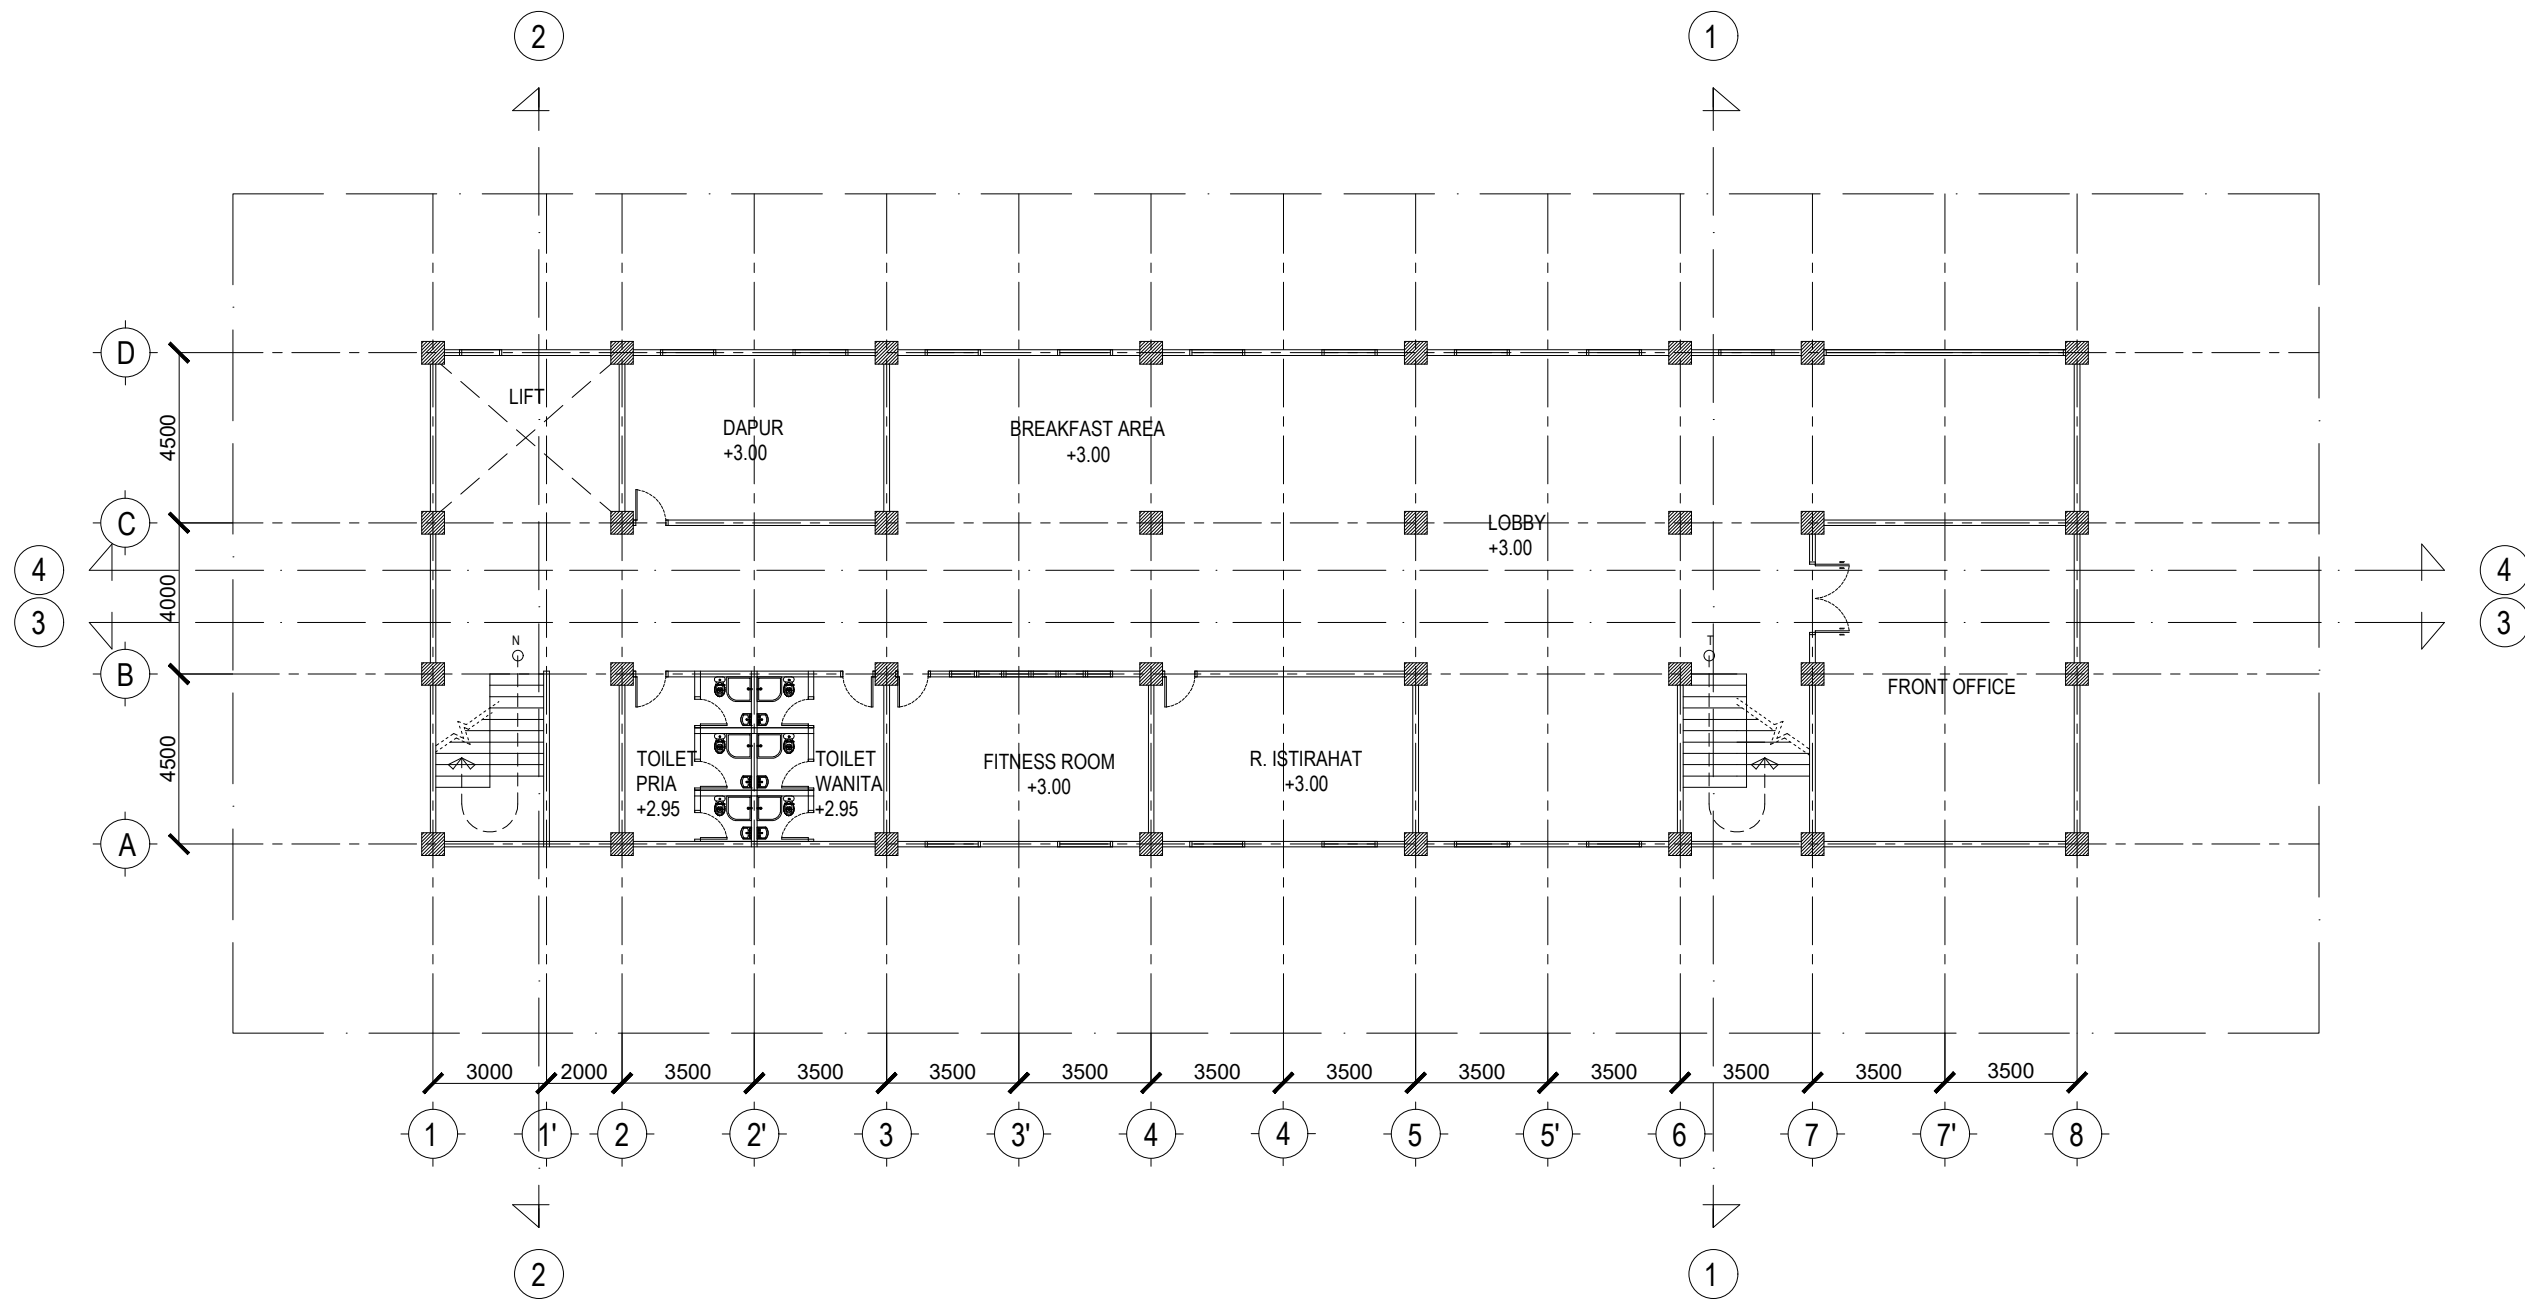 2
1
D
LIFT
DAPUR
+3.00
BREAKFAST AREA
+3.00
4500
C
LOBBY
+3.00
4
4
4000
3
3
N
T
B
FRONT OFFICE
4500
TOILET
PRIA
+2.95
TOILET
WANITA
+2.95
FITNESS ROOM
+3.00
R. ISTIRAHAT
+3.00
A
3000 2000 3500 3500 3500 3500 3500 3500 3500 3500 3500 3500 3500
1 1' 2 2' 3 3' 4 4 5 5' 6 7 7' 8
2
1